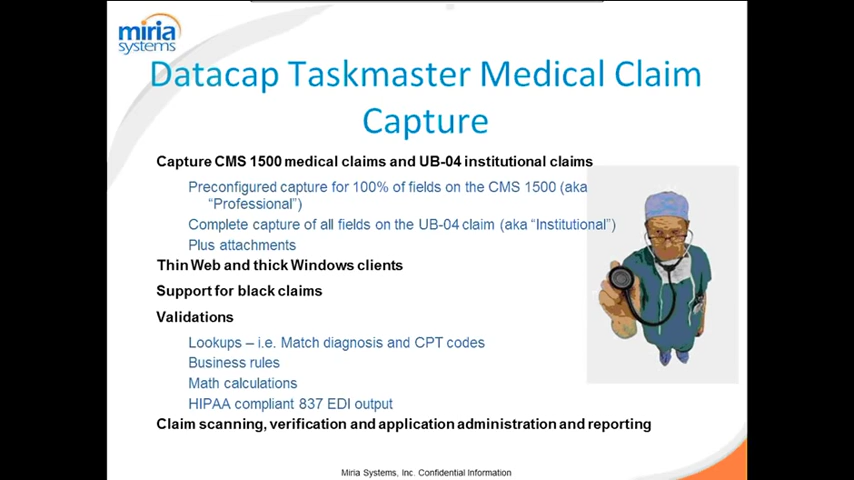 miria
systems
Datacap Taskmaster Medical Claim
Capture
Capture CMS 1500 medical claims and UB-04 institutional claims
Preconfigured capture for 100% of fields on the CMS 1500 (aka
“Professional”)
Complete capture of all fields on the UB-04 claim (aka “Institutional”)
Plus attachments
Thin Web and thick Windows clients
Support for black claims
Validations
Lookups – i.e. Match diagnosis and CPT codes
Business rules
Math calculations
HIPAA compliant 837 EDI output
Claim scanning, verification and application administration and reporting
Miria Systems, Inc. Confidential Information